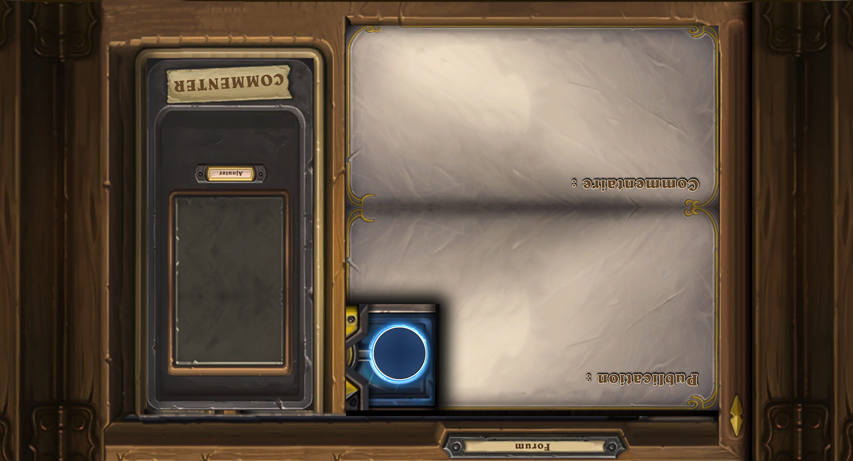 Forum
Publication :
Commentaire :
Ajouter
COMMENTER